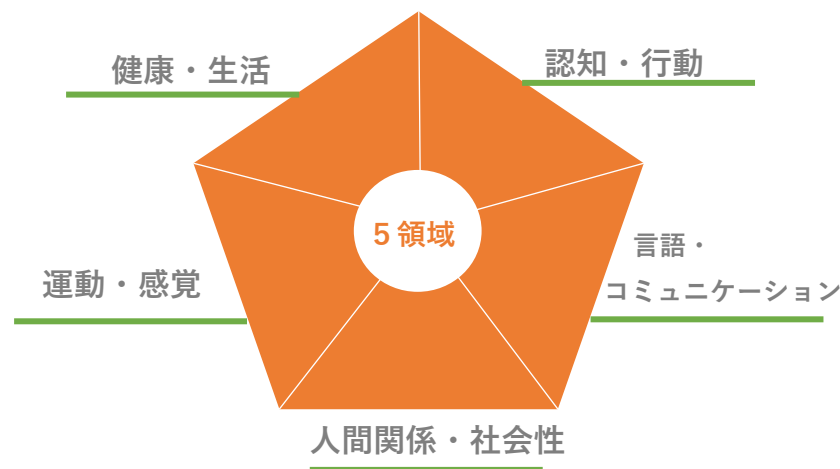 健康・生活
認知・行動
5領域
言語・
コミュニケーション
運動・感覚
人間関係・社会性